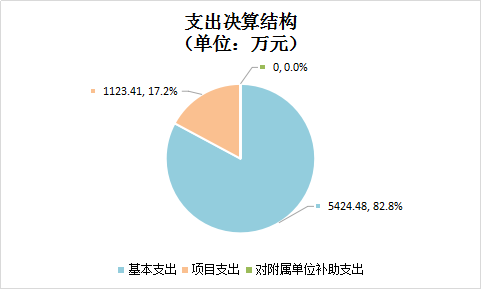 支出决算结构
（单位：万元）
0, 0.0%
1123.41, 17.2%
5424.48, 82.8%
基本支出 项目支出 对附属单位补助支出